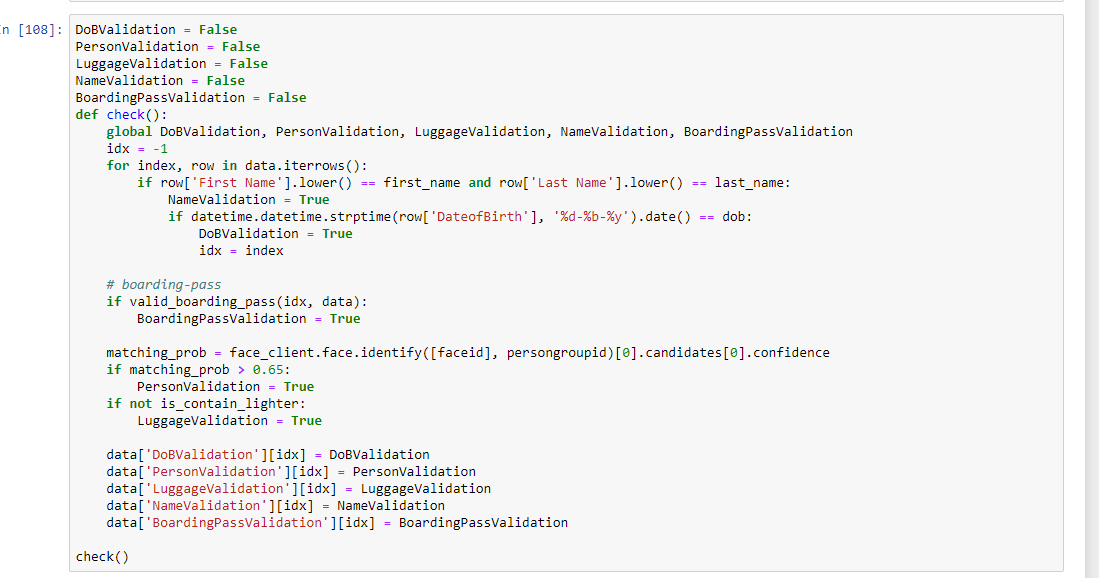 n [108]:
DoBValidation = False
PersonValidation = False
LuggageValidation = False
NameValidation = False
BoardingPassValidation = False
def check():
    global DoBValidation, PersonValidation, LuggageValidation, NameValidation, BoardingPassValidation
    idx = -1
    for index, row in data.iterrows():
        if row['First Name'].lower() == first_name and row['Last Name'].lower() == last_name:
            NameValidation = True
            if datetime.datetime.strptime(row['DateofBirth'], '%d-%b-%y').date() == dob:
                DoBValidation = True
                idx = index

    # boarding-pass
    if valid_boarding_pass(idx, data):
        BoardingPassValidation = True

    matching_prob = face_client.face.identify([faceid], persongroupid)[0].candidates[0].confidence
    if matching_prob > 0.65:
        PersonValidation = True
    if not is_contain_lighter:
        LuggageValidation = True

    data['DoBValidation'][idx] = DoBValidation
    data['PersonValidation'][idx] = PersonValidation
    data['LuggageValidation'][idx] = LuggageValidation
    data['NameValidation'][idx] = NameValidation
    data['BoardingPassValidation'][idx] = BoardingPassValidation

check()